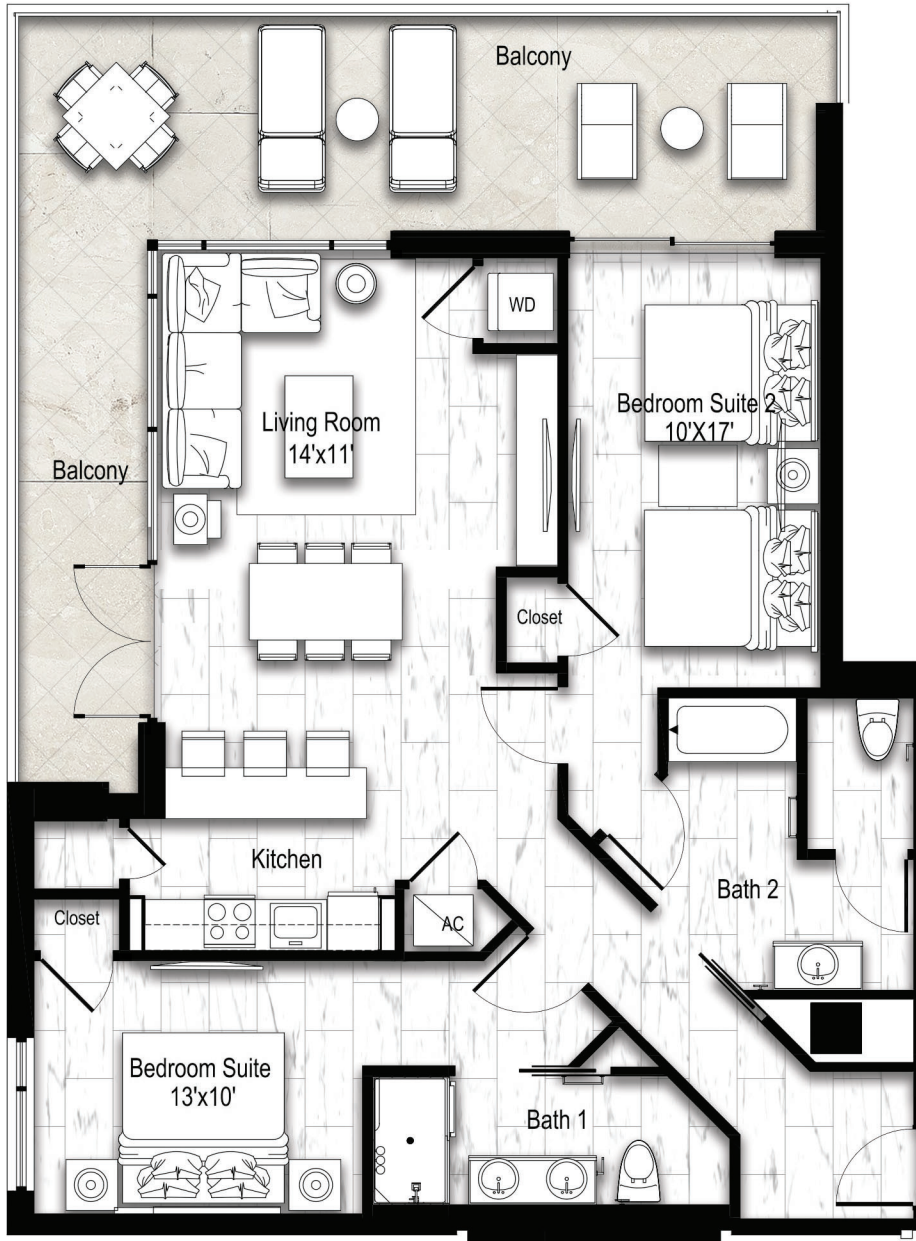 Balcony
WD
Living Room
14'x11'
Bedroom Suite 2
10'X17'
Balcony
Closet
Kitchen
Bath 2
Closet
AC
Bedroom Suite
13'x10'
Bath 1